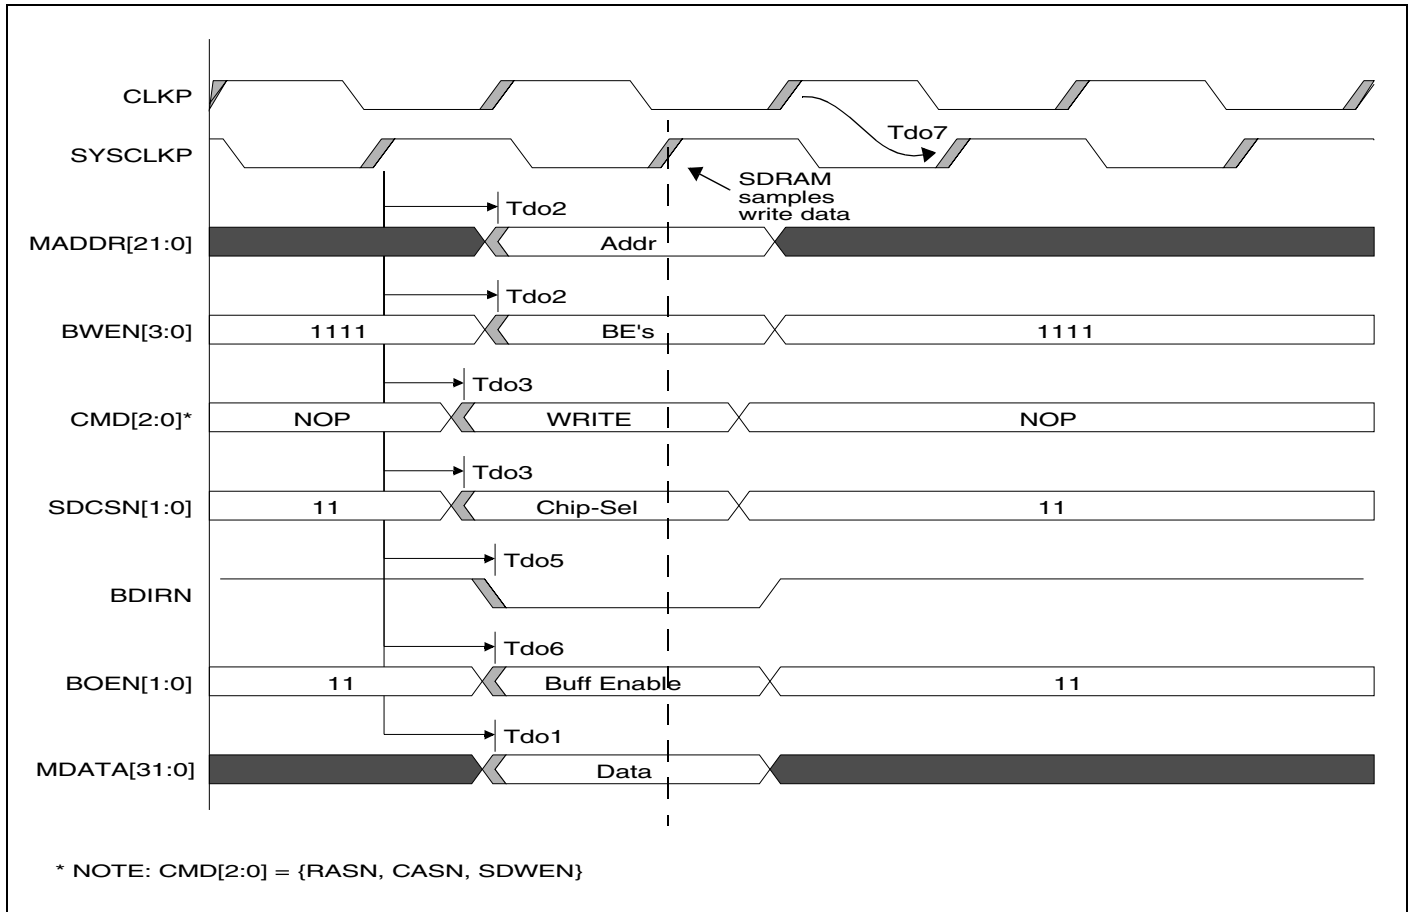 CLKP
Tdo7
SYSCLKP
SDRAM
samples
write data
Tdo2
MADDR[21:0]
Addr
Tdo2
BWEN[3:0]
1111
BE's
1111
Tdo3
CMD[2:0]*
NOP
WRITE
NOP
Tdo3
SDCSN[1:0]
11
Chip-Sel
11
Tdo5
BDIRN
Tdo6
BOEN[1:0]
11
Buff Enable
11
Tdo1
MDATA[31:0]
Data
* NOTE: CMD[2:0] = {RASN, CASN, SDWEN}